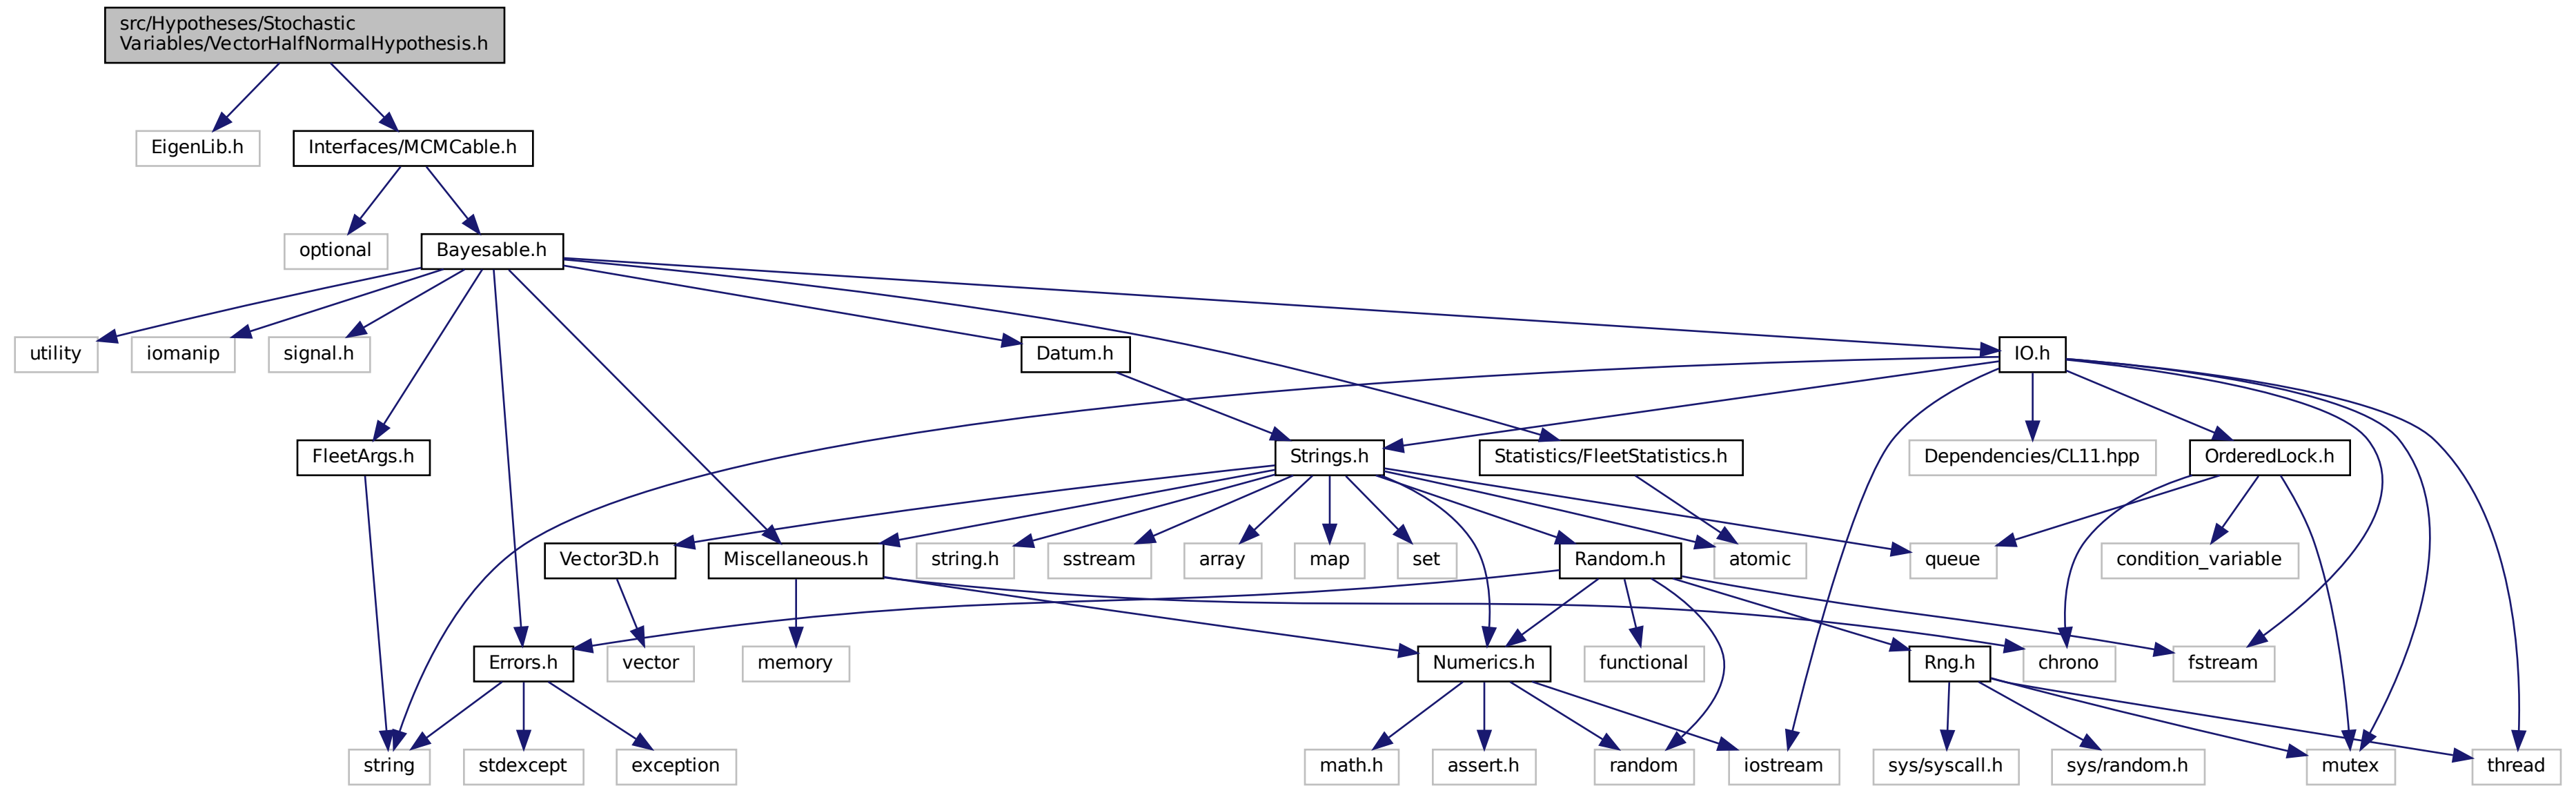 src/Hypotheses/Stochastic
Variables/VectorHalfNormalHypothesis.h
EigenLib.h
Interfaces/MCMCable.h
optional
Bayesable.h
utility
iomanip
signal.h
Datum.h
IO.h
FleetArgs.h
Strings.h
Statistics/FleetStatistics.h
Dependencies/CL11.hpp
OrderedLock.h
Vector3D.h
Miscellaneous.h
string.h
sstream
array
map
set
Random.h
atomic
queue
condition_variable
Errors.h
vector
memory
Numerics.h
functional
Rng.h
chrono
fstream
string
stdexcept
exception
math.h
assert.h
random
iostream
sys/syscall.h
sys/random.h
mutex
thread